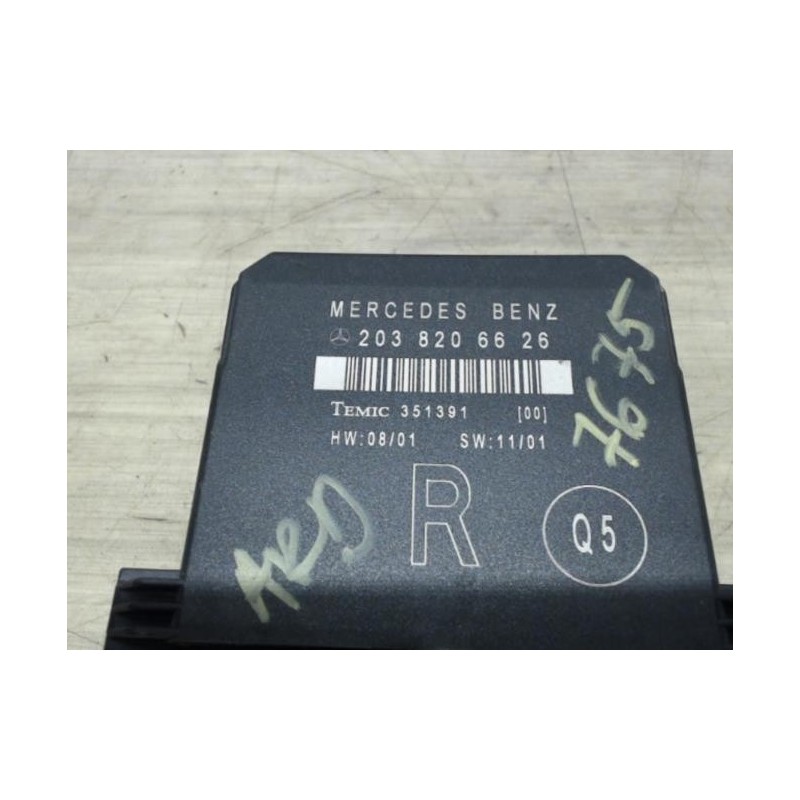 MERCEDES BENZ
203 820 66 26
TEMIC 351391 [00]
HW:08/01 SW:11/01
7675
R
Q5